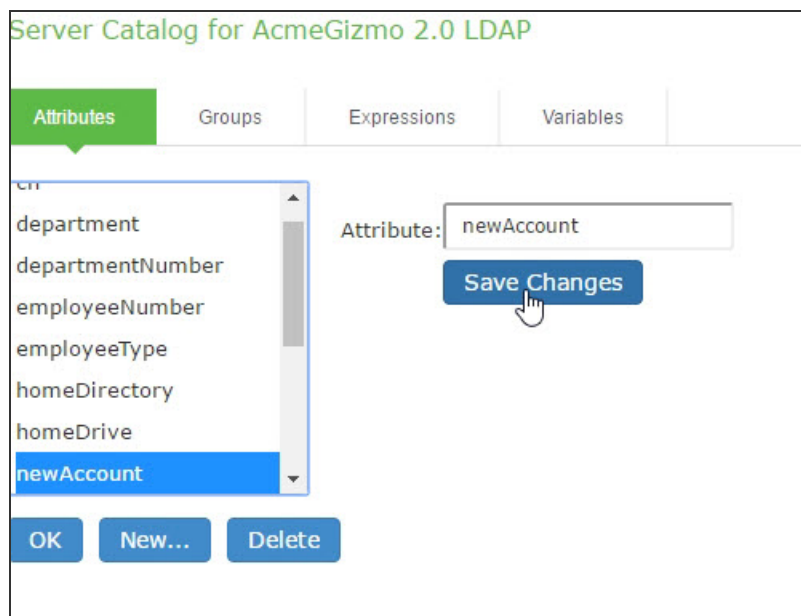 Server Catalog for AcmeGizmo 2.0 LDAP
Attributes Groups Expressions Variables
cn
department
departmentNumber
employeeNumber
employeeType
homeDirectory
homeDrive
newAccount
Attribute: newAccount
Save Changes
OK New... Delete